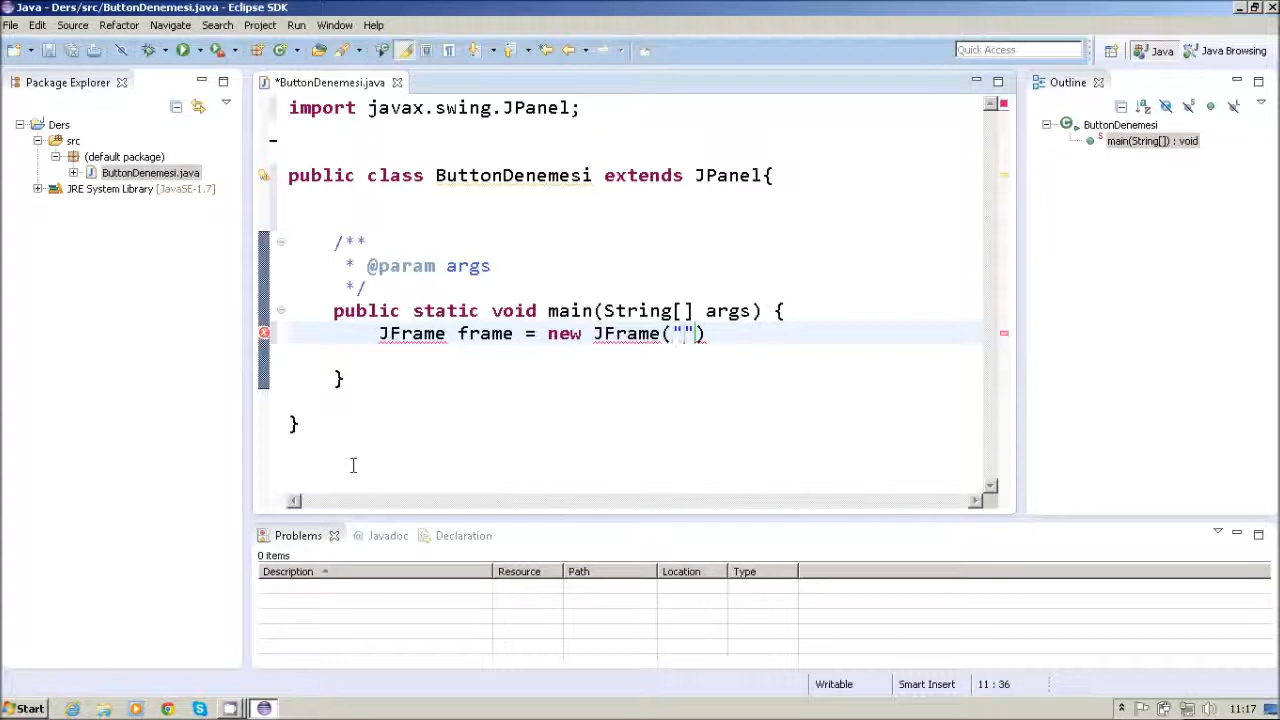 Java - Ders/src/ButtonDenemesi.java - Eclipse SDK
File Edit Source Refactor Navigate Search Project Run Window Help
Quick Access
Java
Java Browsing
Package Explorer
*ButtonDenemesi.java
Outline
Ders
src
(default package)
ButtonDenemesi.java
JRE System Library [JavaSE-1.7]
import javax.swing.JPanel;
public class ButtonDenemesi extends JPanel{
/**
* @param args
*/
public static void main(String[] args) {
JFrame frame = new JFrame("")
}
}
ButtonDenemesi
main(String[]) : void
Problems Javadoc Declaration
0 items
Description Resource Path Location Type
Writable Smart Insert 11 : 36
Start
11:17